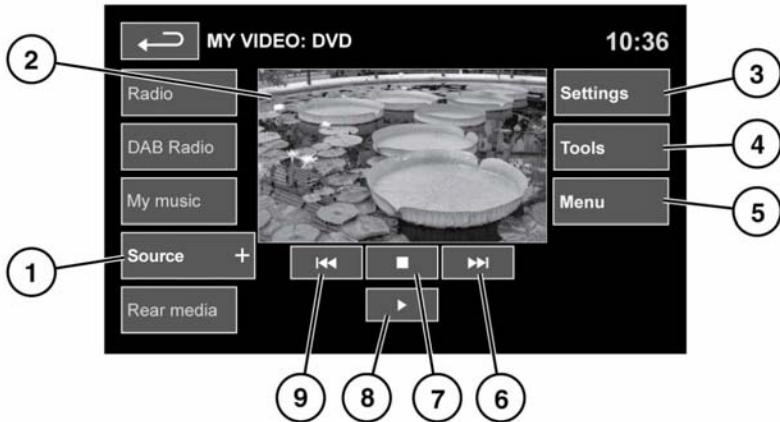 MY VIDEO: DVD 10:36
2
Radio
Settings
3
DAB Radio
Tools
4
My music
Menu
5
1
Source +
Rear media
9 8 7 6